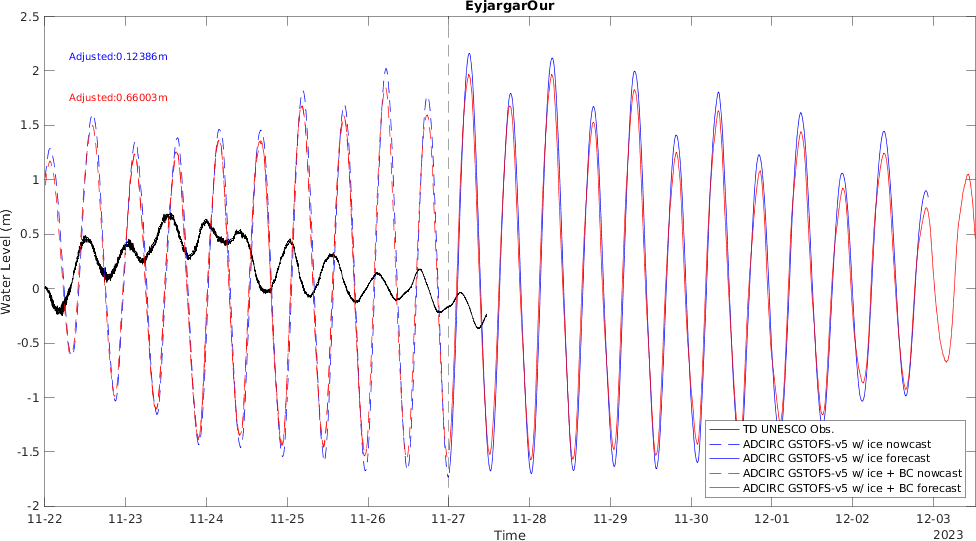 EyjargarOur
Adjusted:0.12386m
Adjusted:0.66003m
Water Level (m)
2.5
2
1.5
1
0.5
0
-0.5
-1
-1.5
-2
TD UNESCO Obs.
ADCIRC GSTOFS-v5 w/ ice nowcast
ADCIRC GSTOFS-v5 w/ ice forecast
ADCIRC GSTOFS-v5 w/ ice + BC nowcast
ADCIRC GSTOFS-v5 w/ ice + BC forecast
11-22 11-23 11-24 11-25 11-26 11-27 11-28 11-29 11-30 12-01 12-02 12-03
Time
2023